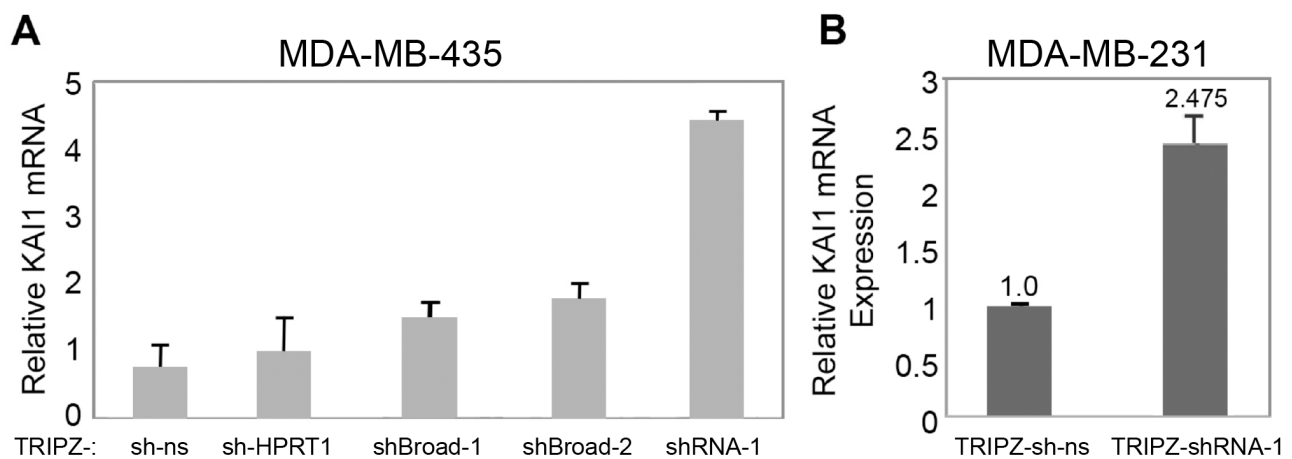 A
MDA-MB-435
Relative KAI1 mRNA
5
4
3
2
1
0
TRIPZ-: sh-ns sh-HPRT1 shBroad-1 shBroad-2 shRNA-1
B
MDA-MB-231
Relative KAI1 mRNA
Expression
3
2.5
2
1.5
1
0.5
0
1.0
2.475
TRIPZ-sh-ns TRIPZ-shRNA-1